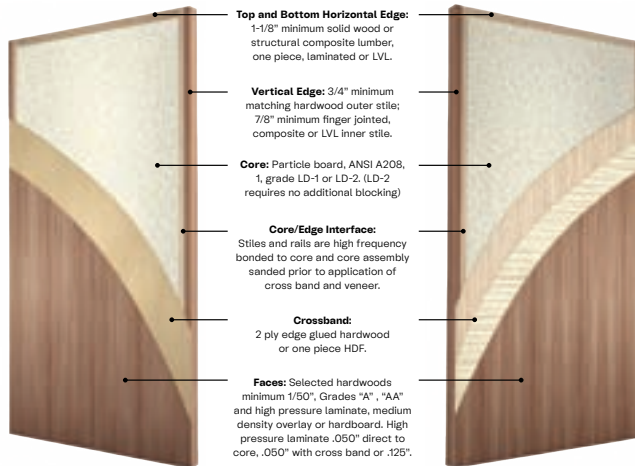 Top and Bottom Horizontal Edge:
1-1/8" minimum solid wood or
structural composite lumber,
one piece, laminated or LVL.
Vertical Edge: 3/4" minimum
matching hardwood outer stile;
7/8" minimum finger jointed,
composite or LVL inner stile.
Core: Particle board, ANSI A208,
1, grade LD-1 or LD-2. (LD-2
requires no additional blocking)
Core/Edge Interface:
Stiles and rails are high frequency
bonded to core and core assembly
sanded prior to application of
cross band and veneer.
Crossband:
2 ply edge glued hardwood
or one piece HDF.
Faces: Selected hardwoods
minimum 1/50", Grades "A" , "AA"
and high pressure laminate, medium
density overlay or hardboard. High
pressure laminate .050" direct to
core, .050" with cross band or .125".